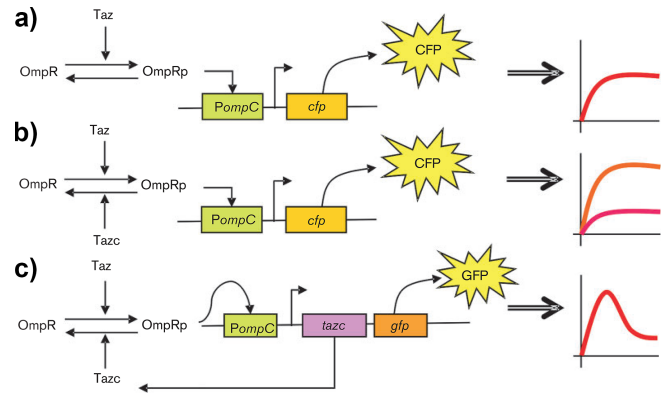 a)
Taz
OmpR
OmpRp
PompC
cfp
CFP
b)
Taz
OmpR
OmpRp
PompC
cfp
CFP
Tazc
c)
Taz
OmpR
OmpRp
PompC
tazc
gfp
GFP
Tazc